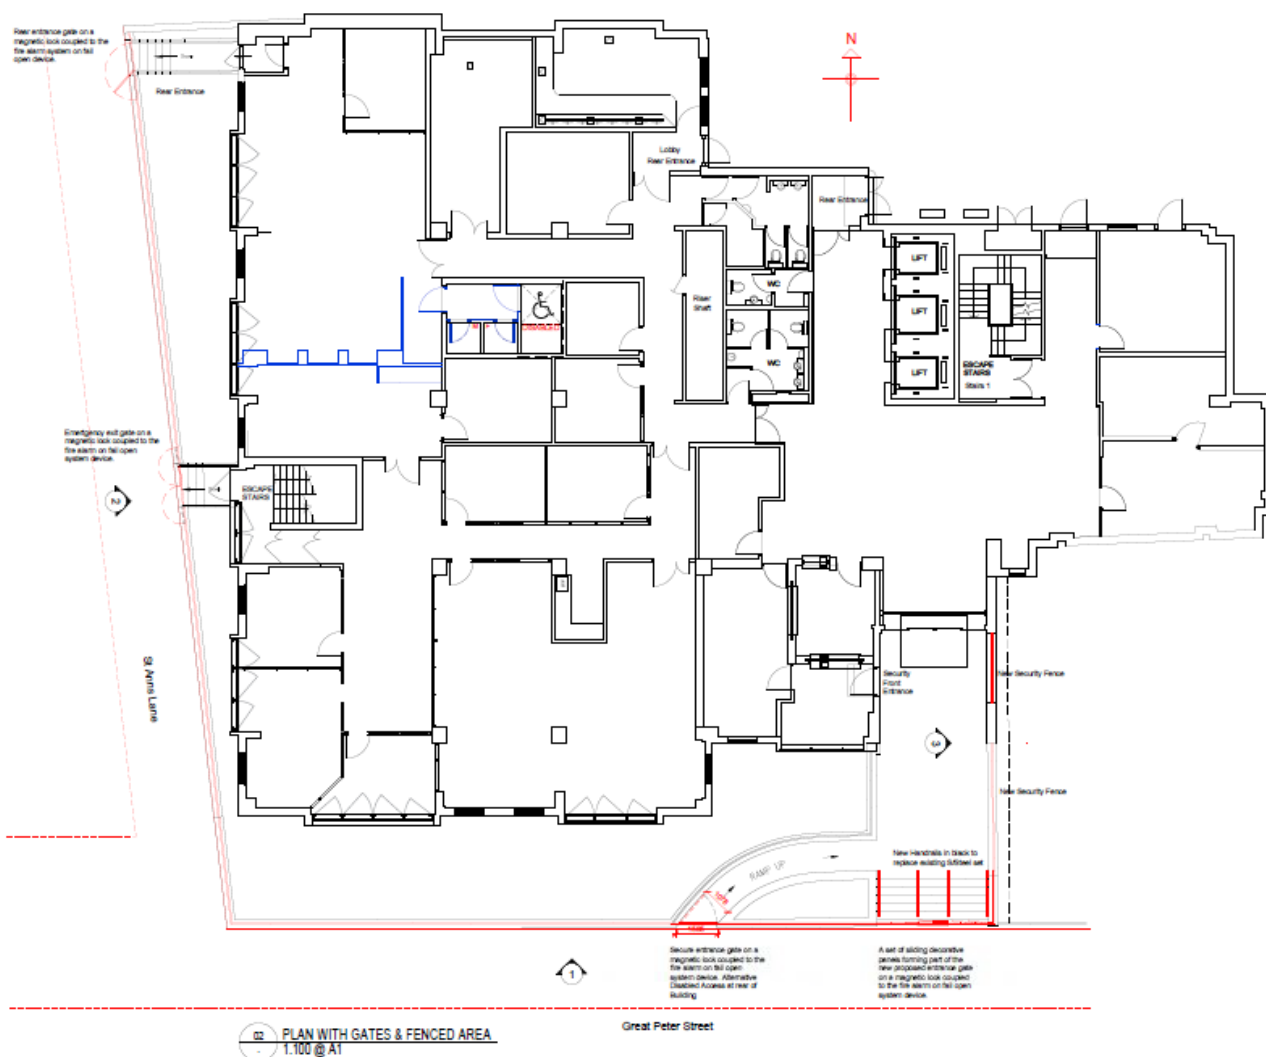 Rear entrance gate on a
magnetic lock coupled to the
fire alarm system on fail
open device.
Rear Entrance
N
Lobby
Rear Entrance
Rear Entrance
LIFT
LIFT
LIFT
WC
WC
Riser
Shaft
DISABLED
ESCAPE
STAIRS
Stairs 1
Emergency exit gate on a
magnetic lock coupled to the
fire alarm on fail open
system device.
2
ESCAPE
STAIRS
St Anns Lane
Security
Front
Entrance
New Security Fence
3
New Security Fence
New Handrails in black to
replace existing S/Steel set
RAMP UP
1078
Secure entrance gate on a
magnetic lock coupled to the
fire alarm on fail open
system device. Alternative
Disabled Access at rear of
Building
A set of sliding decorative
panels forming part of the
new proposed entrance gate
on a magnetic lock coupled
to the fire alarm on fail open
system device.
1
Great Peter Street
02 PLAN WITH GATES & FENCED AREA
- 1.100 @ A1